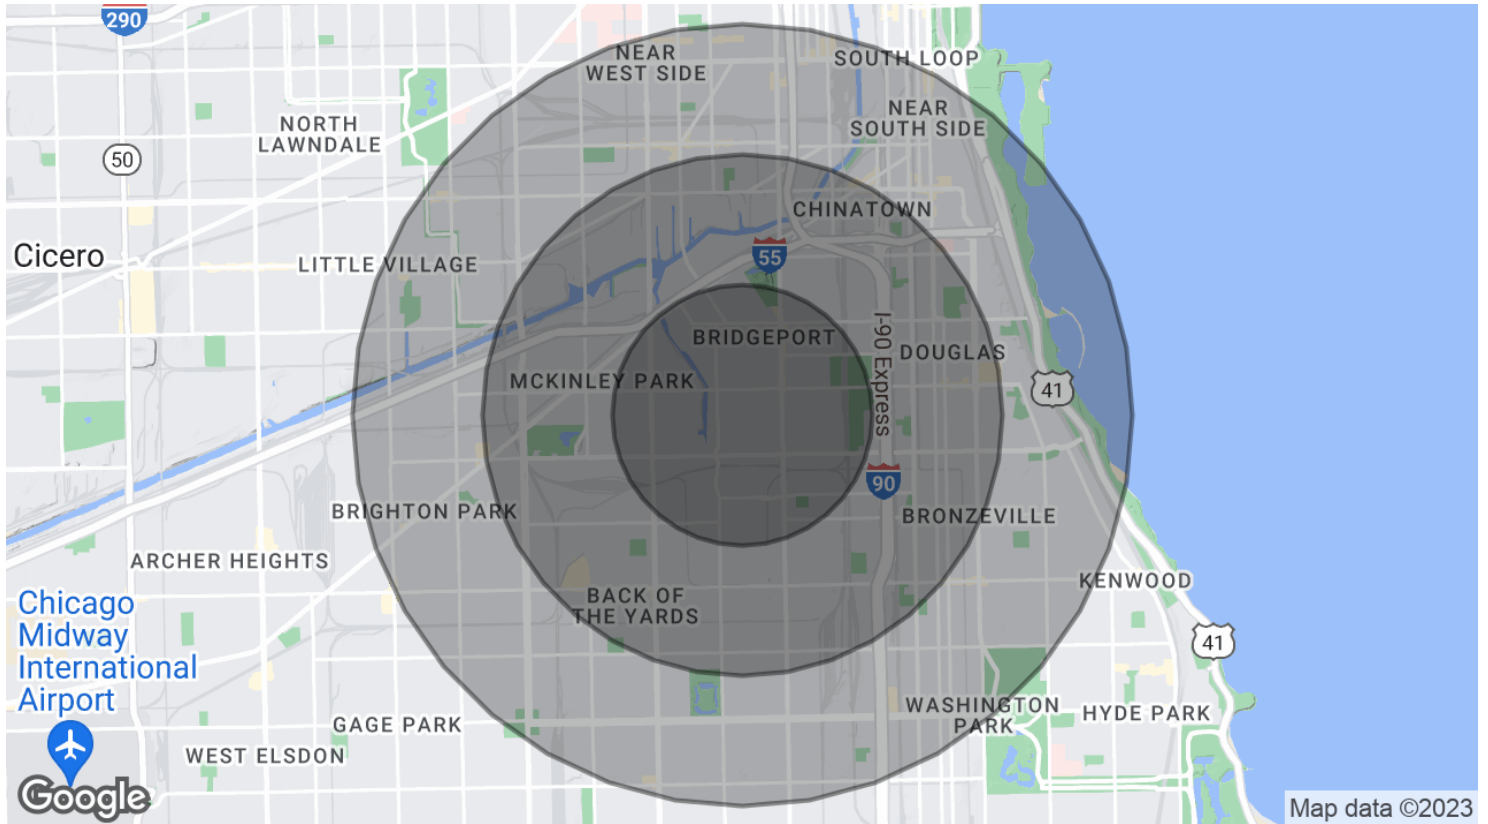 290
NEAR
WEST SIDE
SOUTH LOOP
NEAR
SOUTH SIDE
NORTH
LAWNDALE
50
CHINATOWN
Cicero
LITTLE VILLAGE
55
BRIDGEPORT
I-90 Express
DOUGLAS
MCKINLEY PARK
41
90
BRIGHTON PARK
BRONZEVILLE
ARCHER HEIGHTS
KENWOOD
BACK OF
THE YARDS
Chicago
Midway
International
Airport
41
WASHINGTON
PARK
HYDE PARK
GAGE PARK
WEST ELSDON
Google
Map data ©2023